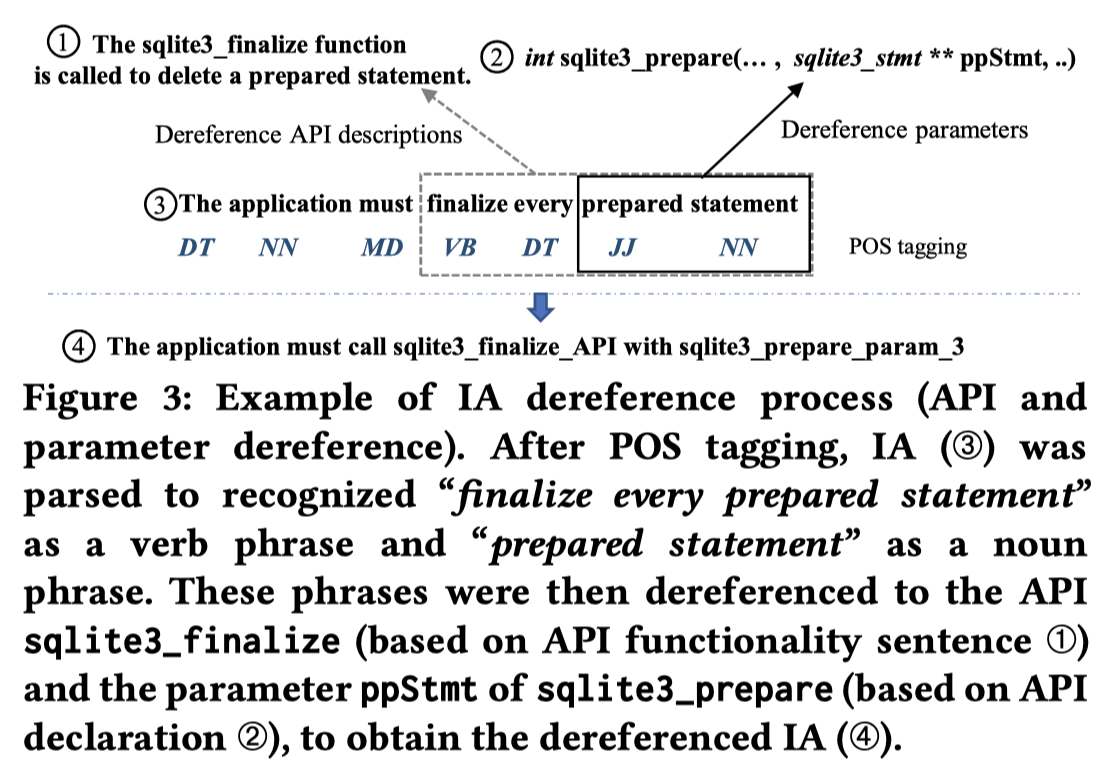 ① The sqlite3_finalize function
is called to delete a prepared statement.
② int sqlite3_prepare(… , sqlite3_stmt ** ppStmt, ..)
Dereference API descriptions
Dereference parameters
③ The application must finalize every prepared statement
DT NN MD VB DT JJ NN POS tagging
④ The application must call sqlite3_finalize_API with sqlite3_prepare_param_3
Figure 3: Example of IA dereference process (API and
parameter dereference). After POS tagging, IA (③) was
parsed to recognized “finalize every prepared statement”
as a verb phrase and “prepared statement” as a noun
phrase. These phrases were then dereferenced to the API
sqlite3_finalize (based on API functionality sentence ①)
and the parameter ppStmt of sqlite3_prepare (based on API
declaration ②), to obtain the dereferenced IA (④).